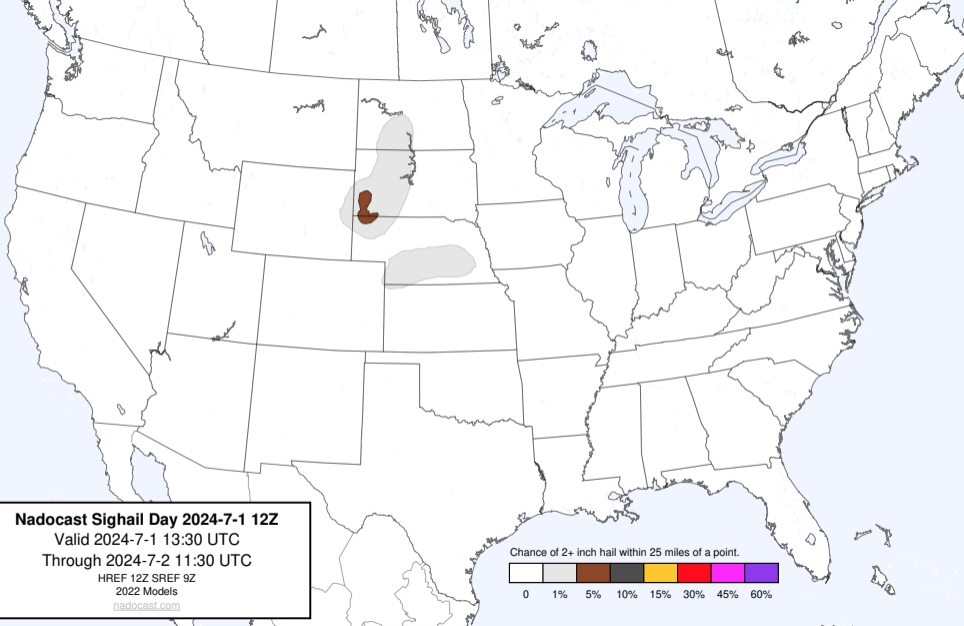 Nadocast Sighail Day 2024-7-1 12Z
Valid 2024-7-1 13:30 UTC
Through 2024-7-2 11:30 UTC
HREF 12Z SREF 9Z
2022 Models
nadocast.com
Chance of 2+ inch hail within 25 miles of a point.
0 1% 5% 10% 15% 30% 45% 60%